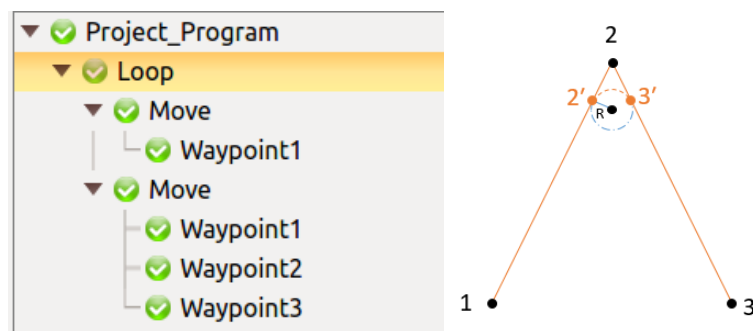 Project_Program
Loop
Move
Waypoint1
Move
Waypoint1
Waypoint2
Waypoint3
2
2′ 3′
R
1 3